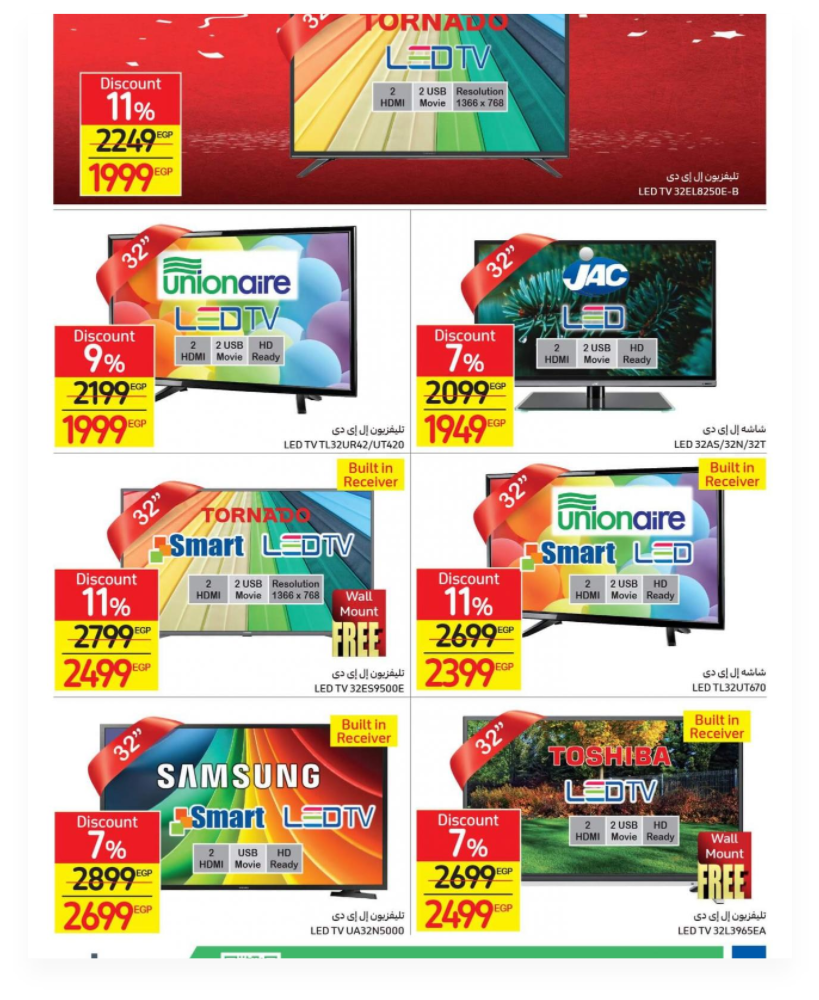 32"
TORNADO
LED TV
2 HDMI
2 USB Movie
Resolution 1366 x 768
Discount
11%
2249 EGP
1999 EGP
تليفزيون إل إى دى
LED TV 32EL8250E-B
32"
unionaire
LED TV
2 HDMI
2 USB Movie
HD Ready
Discount
9%
2199 EGP
1999 EGP
تليفزيون إل إى دى
LED TV TL32UR42/UT420
32"
JAC
LED
2 HDMI
2 USB Movie
HD Ready
Discount
7%
2099 EGP
1949 EGP
شاشه إل إى دى
LED 32AS/32N/32T
Built in
Receiver
32"
TORNADO
Smart LED TV
2 HDMI
2 USB Movie
Resolution 1366 x 768
Wall
Mount
FREE
Discount
11%
2799 EGP
2499 EGP
تليفزيون إل إى دى
LED TV 32ES9500E
Built in
Receiver
32"
unionaire
Smart LED
2 HDMI
2 USB Movie
HD Ready
Discount
11%
2699 EGP
2399 EGP
شاشه إل إى دى
LED TL32UT670
Built in
Receiver
32"
SAMSUNG
Smart LED TV
2 HDMI
USB Movie
HD Ready
Discount
7%
2899 EGP
2699 EGP
تليفزيون إل إى دى
LED TV UA32N5000
Built in
Receiver
32"
TOSHIBA
LED TV
2 HDMI
2 USB Movie
HD Ready
Wall
Mount
FREE
Discount
7%
2699 EGP
2499 EGP
تليفزيون إل إى دى
LED TV 32L3965EA